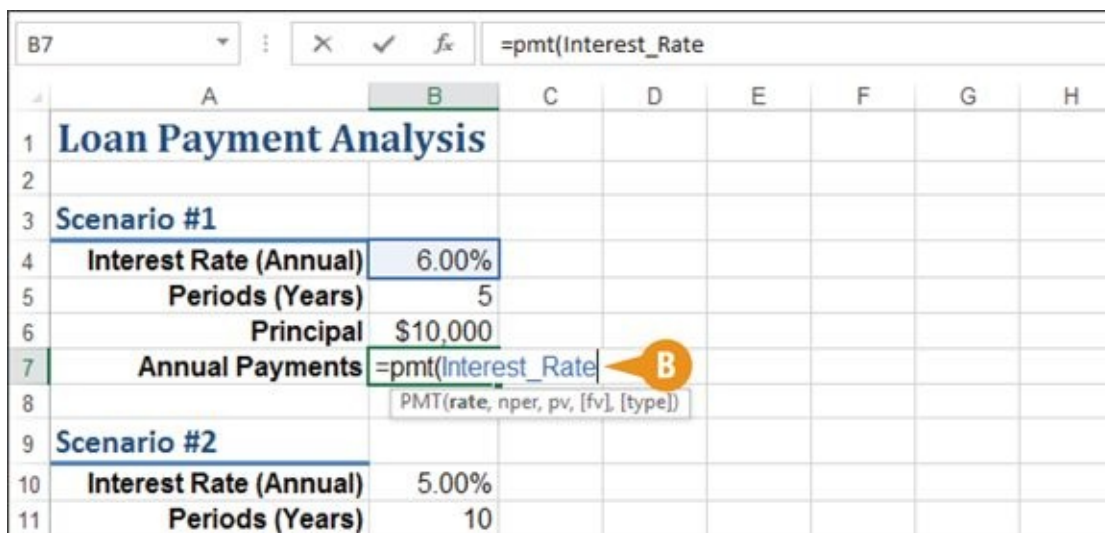 B7 fx =pmt(Interest_Rate
A B C D E F G H
1 Loan Payment Analysis
2
3 Scenario #1
4 Interest Rate (Annual) 6.00%
5 Periods (Years) 5
6 Principal $10,000
7 Annual Payments =pmt(Interest_Rate B
8 PMT(rate, nper, pv, [fv], [type])
9 Scenario #2
10 Interest Rate (Annual) 5.00%
11 Periods (Years) 10